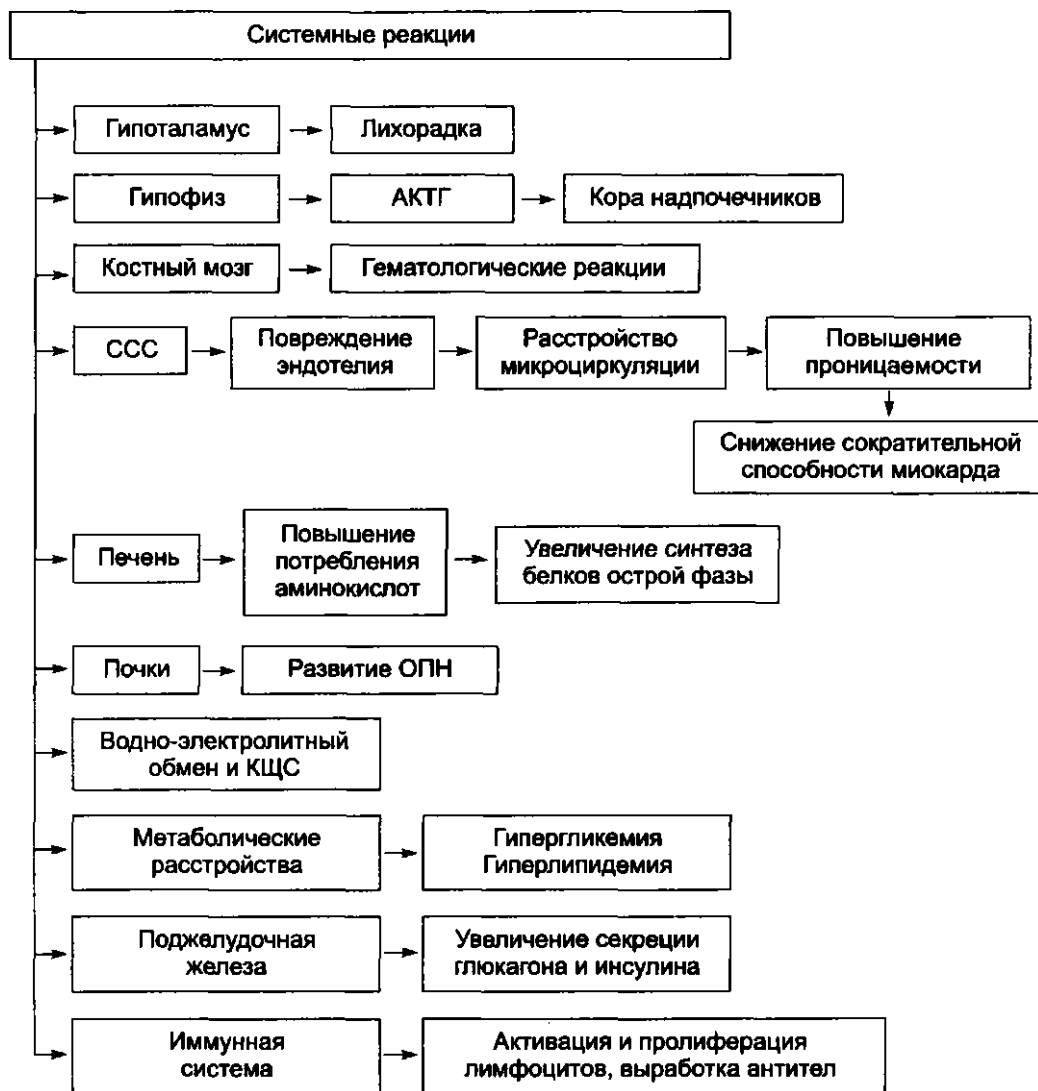 Системные реакции
Гипоталамус
Лихорадка
Гипофиз
АКТГ
Кора надпочечников
Костный мозг
Гематологические реакции
ССС
Повреждение
эндотелия
Расстройство
микроциркуляции
Повышение
проницаемости
Снижение сократительной
способности миокарда
Печень
Повышение
потребления
аминокислот
Увеличение синтеза
белков острой фазы
Почки
Развитие ОПН
Водно-электролитный
обмен и КЩС
Метаболические
расстройства
Гипергликемия
Гиперлипидемия
Поджелудочная
железа
Увеличение секреции
глюкагона и инсулина
Иммунная
система
Активация и пролиферация
лимфоцитов, выработка антител